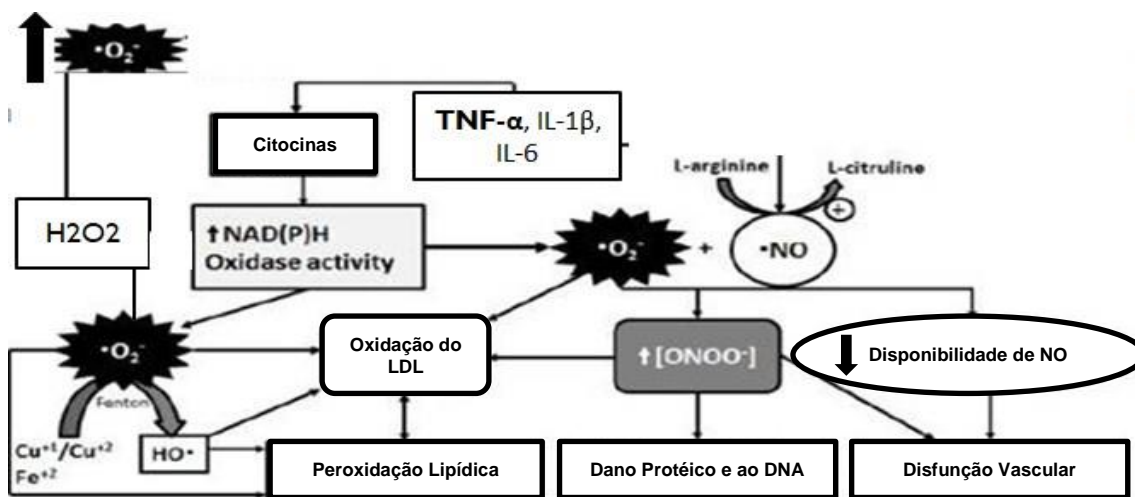 •O₂⁻
TNF-α, IL-1β,
IL-6
Citocinas
L-arginine
L-citruline
+
H2O2
↑NAD(P)H
Oxidase activity
•O₂⁻
+
•NO
•O₂⁻
Oxidação do
LDL
↑[ONOO⁻]
Disponibilidade de NO
Fenton
Cu⁺¹/Cu⁺²
Fe⁺²
HO•
Peroxidação Lipídica
Dano Protéico e ao DNA
Disfunção Vascular